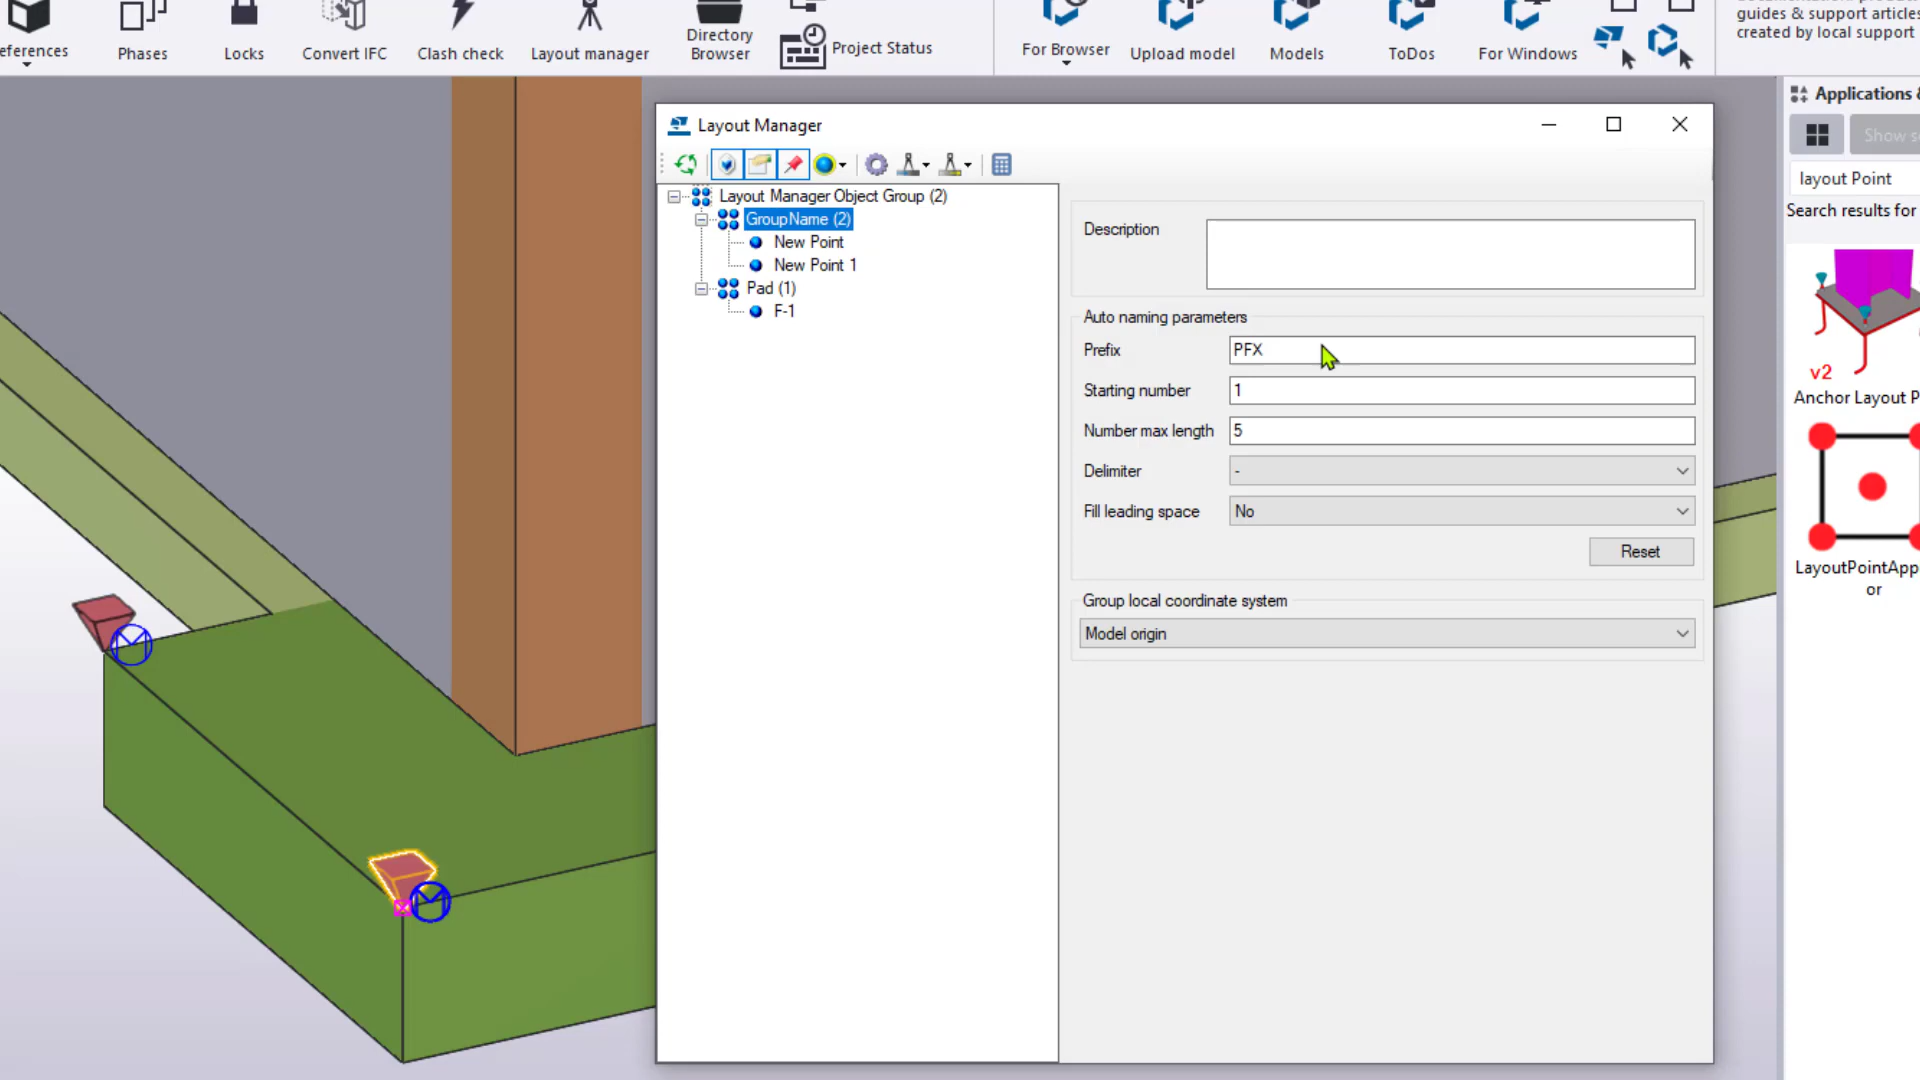 eferences
Phases
Locks
Convert IFC
Clash check
Layout manager
Directory
Browser
Project Status
For Browser
Upload model
Models
ToDos
For Windows
guides & support articles
created by local support
Layout Manager
Layout Manager Object Group (2)
GroupName (2)
New Point
New Point 1
Pad (1)
F-1
Description
Auto naming parameters
Prefix
PFX
Starting number
1
Number max length
5
Delimiter
-
Fill leading space
No
Reset
Group local coordinate system
Model origin
Applications &
Show se
layout Point
Search results for
v2
Anchor Layout P
LayoutPointApp
or